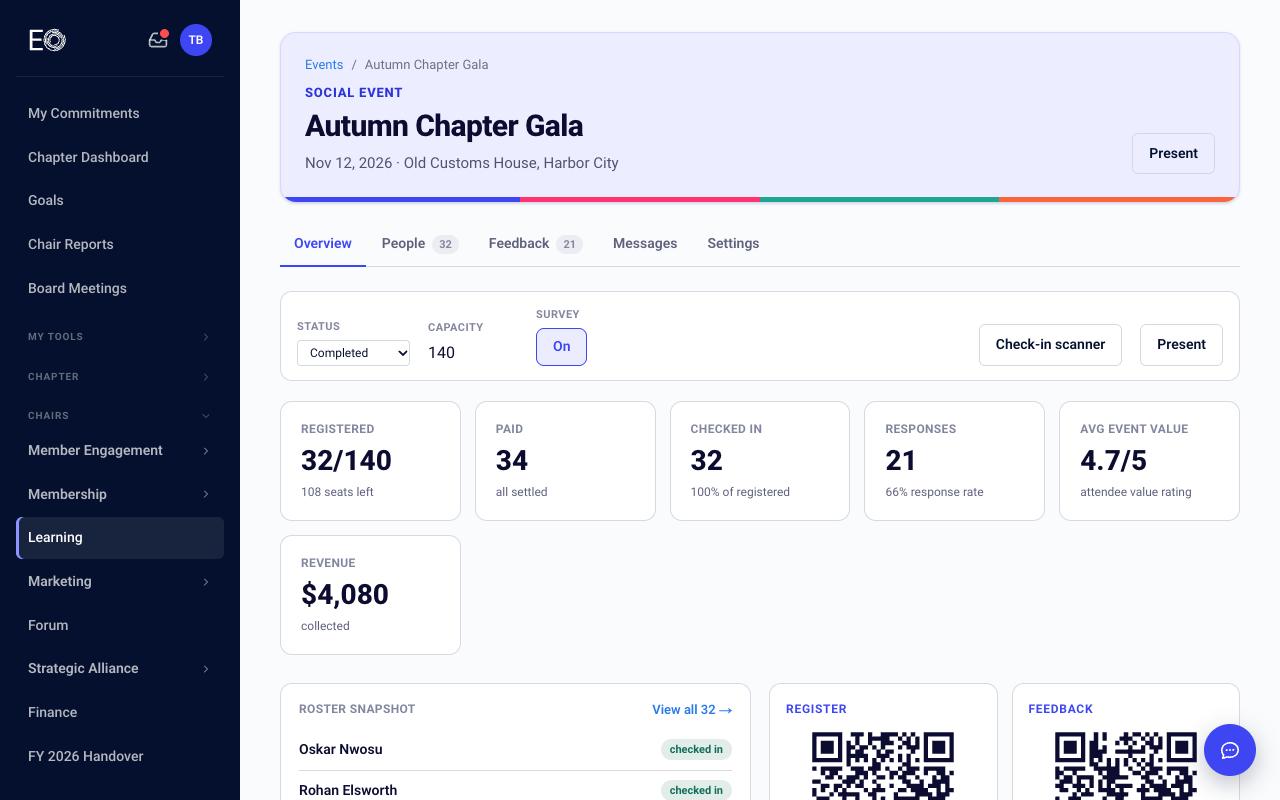 EO
TB
My Commitments
Chapter Dashboard
Goals
Chair Reports
Board Meetings
MY TOOLS
CHAPTER
CHAIRS
Member Engagement
Membership
Learning
Marketing
Forum
Strategic Alliance
Finance
FY 2026 Handover
Events / Autumn Chapter Gala
SOCIAL EVENT
Autumn Chapter Gala
Nov 12, 2026 · Old Customs House, Harbor City
Present
Overview People 32 Feedback 21 Messages Settings
STATUS
Completed
CAPACITY
140
SURVEY
On
Check-in scanner
Present
REGISTERED
32/140
108 seats left
PAID
34
all settled
CHECKED IN
32
100% of registered
RESPONSES
21
66% response rate
AVG EVENT VALUE
4.7/5
attendee value rating
REVENUE
$4,080
collected
ROSTER SNAPSHOT
View all 32 →
Oskar Nwosu
checked in
Rohan Elsworth
checked in
REGISTER
FEEDBACK